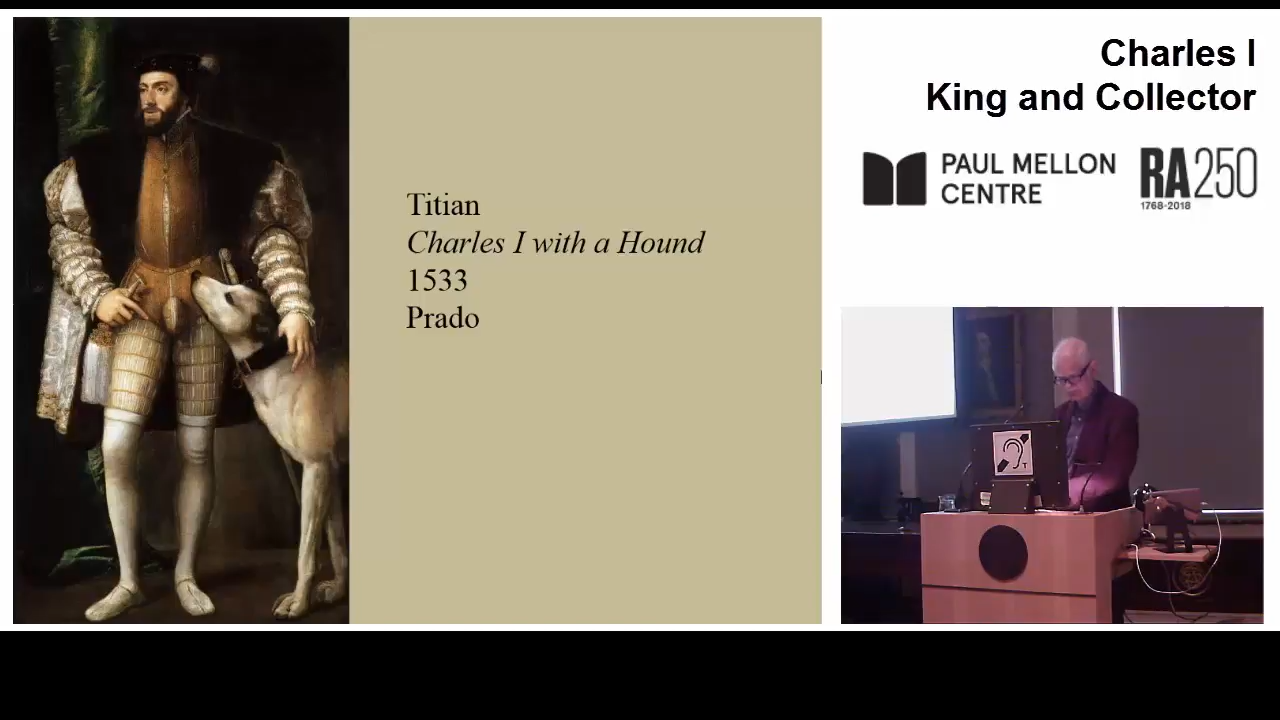 Titian
Charles I with a Hound
1533
Prado
Charles I
King and Collector
PAUL MELLON
CENTRE
RA250
1768-2018
T